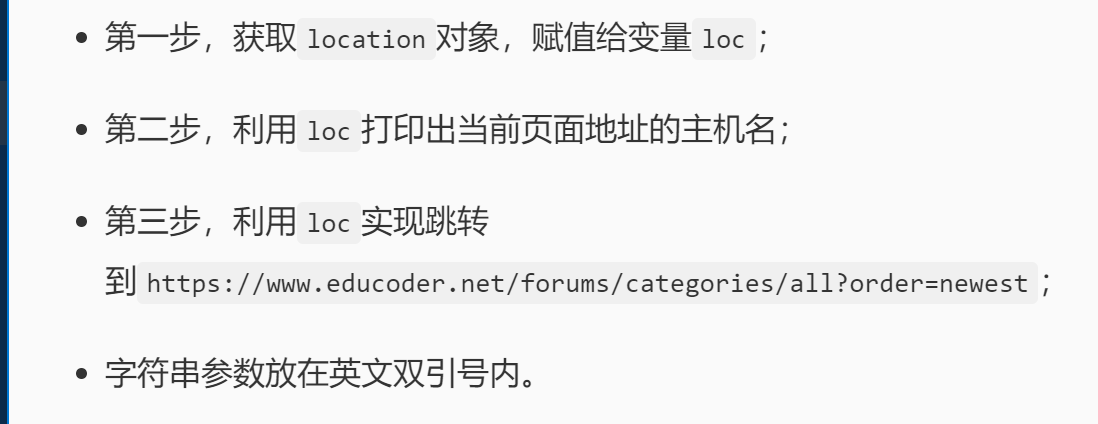 第一步，获取location对象，赋值给变量loc；
第二步，利用loc打印出当前页面地址的主机名；
第三步，利用loc实现跳转
到https://www.educoder.net/forums/categories/all?order=newest；
字符串参数放在英文双引号内。